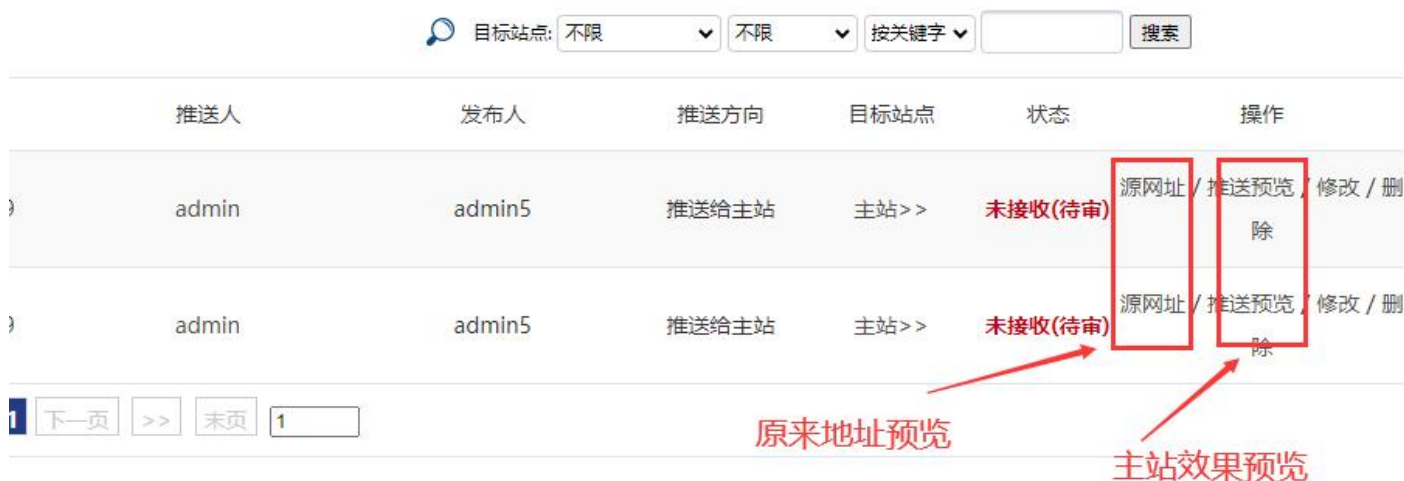 目标站点: 不限 不限 按关键字 搜索
推送人 发布人 推送方向 目标站点 状态 操作
9 admin admin5 推送给主站 主站>> 未接收(待审) 源网址 / 推送预览 / 修改 / 删
除
9 admin admin5 推送给主站 主站>> 未接收(待审) 源网址 / 推送预览 / 修改 / 删
除
1 下一页 >> 末页 1
原来地址预览
主站效果预览